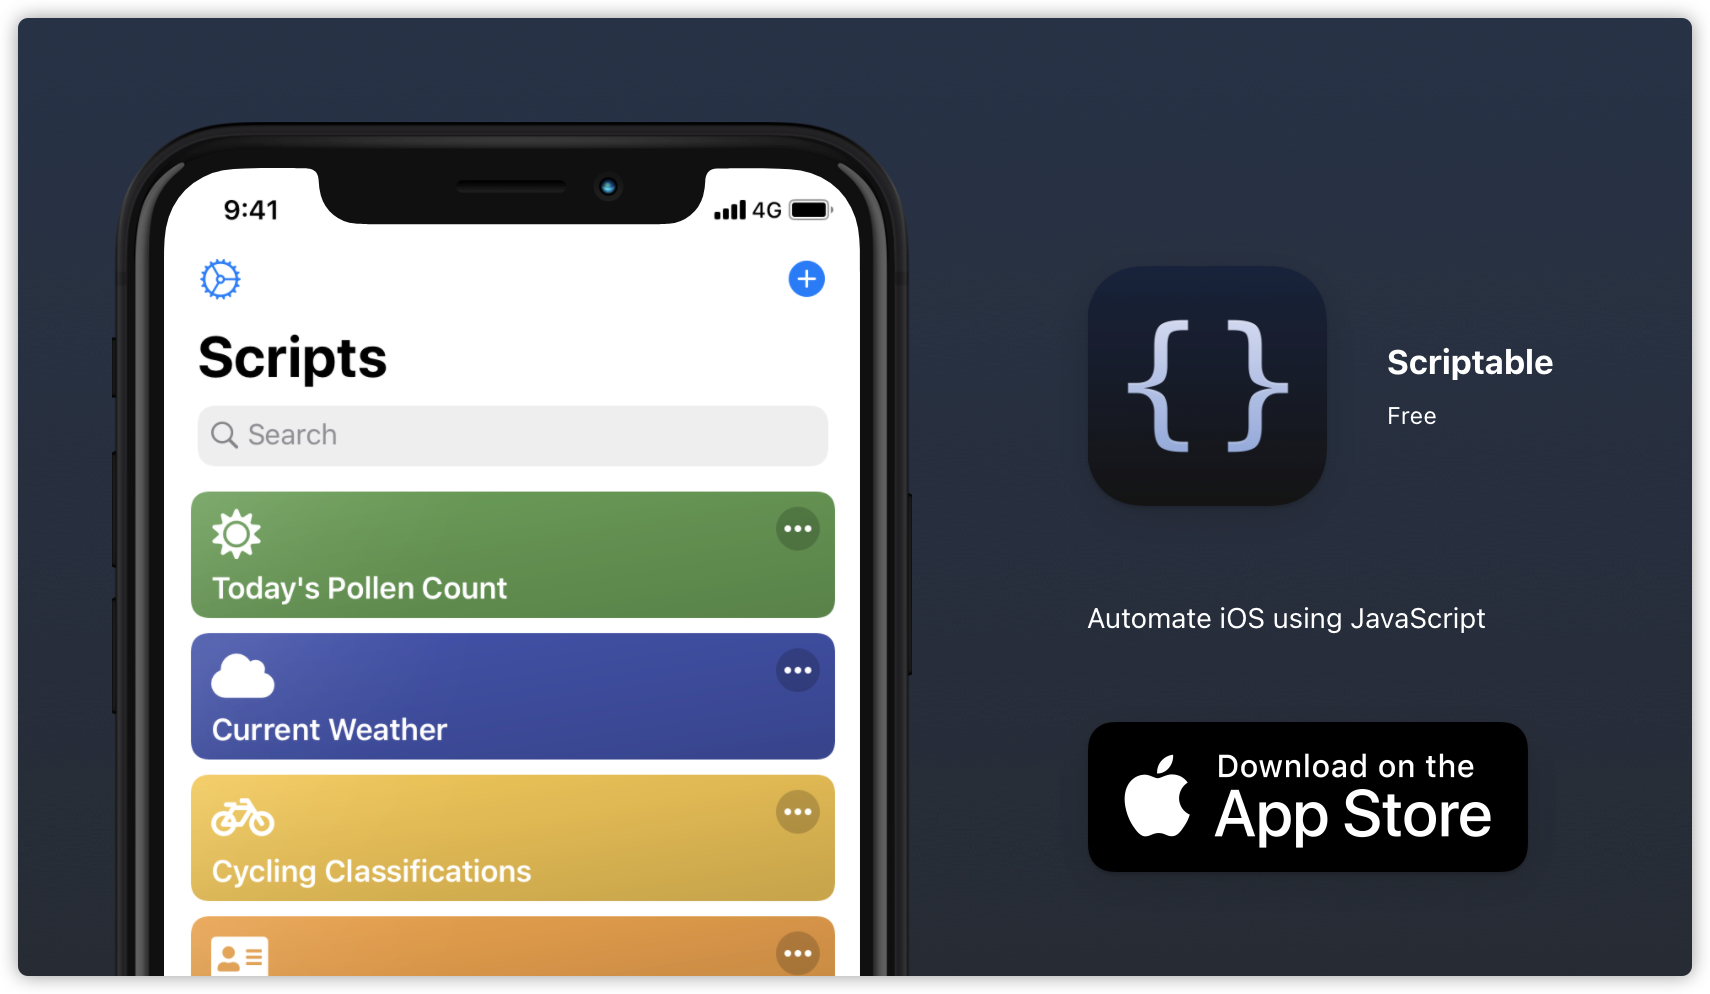 9:41
4G
Scripts
Search
Today's Pollen Count
Current Weather
Cycling Classifications
{}
Scriptable
Free
Automate iOS using JavaScript
Download on the
App Store